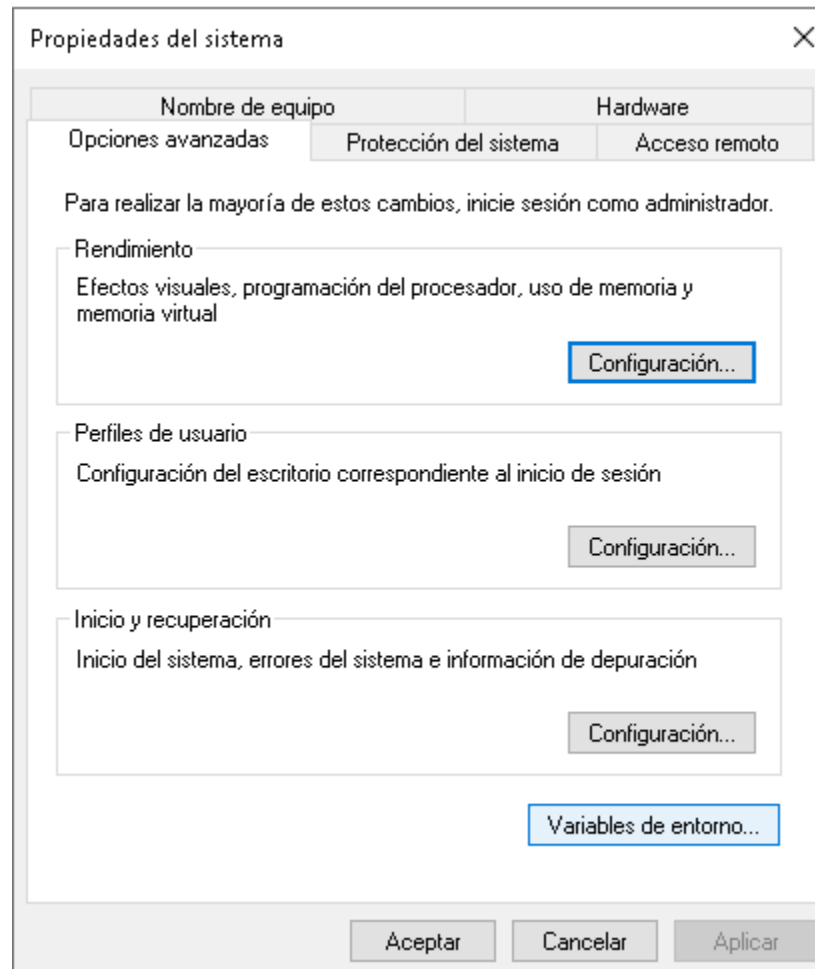 Propiedades del sistema
Nombre de equipo
Hardware
Opciones avanzadas
Protección del sistema
Acceso remoto
Para realizar la mayoría de estos cambios, inicie sesión como administrador.
Rendimiento
Efectos visuales, programación del procesador, uso de memoria y
memoria virtual
Configuración...
Perfiles de usuario
Configuración del escritorio correspondiente al inicio de sesión
Configuración...
Inicio y recuperación
Inicio del sistema, errores del sistema e información de depuración
Configuración...
Variables de entorno...
Aceptar
Cancelar
Aplicar